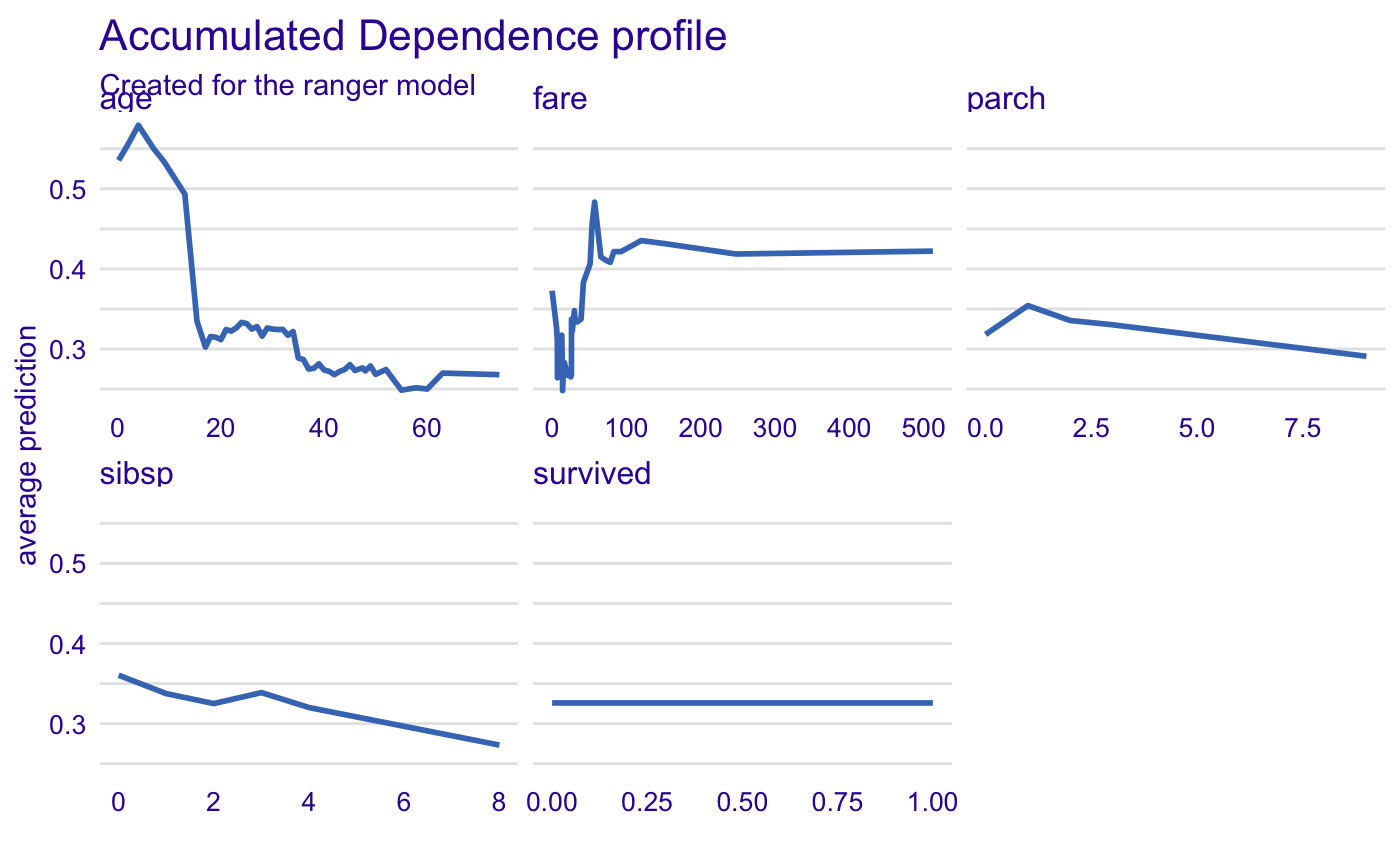 Accumulated Dependence profile
Created for the ranger model
age
fare
parch
average prediction
0.5
0.4
0.3
0 20 40 60
0 100 200 300 400 500
0.0 2.5 5.0 7.5
sibsp
survived
0.5
0.4
0.3
0 2 4 6 8
0.00 0.25 0.50 0.75 1.00